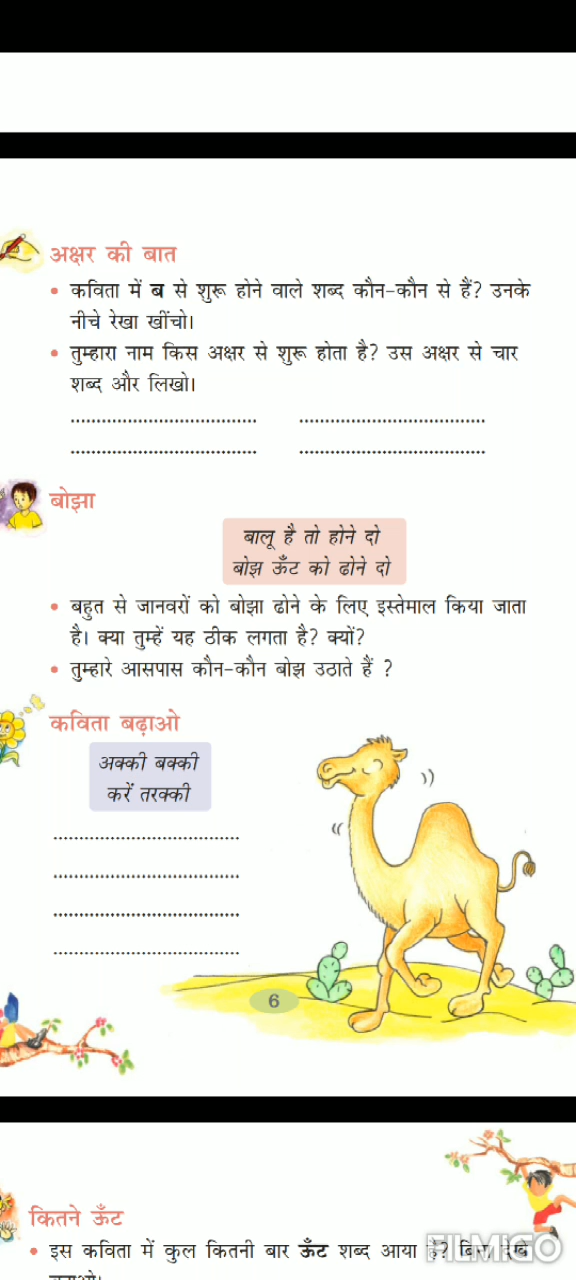 अक्षर की बात
• कविता में ब से शुरू होने वाले शब्द कौन-कौन से हैं? उनके
नीचे रेखा खींचो।
• तुम्हारा नाम किस अक्षर से शुरू होता है? उस अक्षर से चार
शब्द और लिखो।
बोझा
बालू है तो होने दो
बोझ ऊँट को ढोने दो
• बहुत से जानवरों को बोझा ढोने के लिए इस्तेमाल किया जाता
है। क्या तुम्हें यह ठीक लगता है? क्यों?
• तुम्हारे आसपास कौन-कौन बोझ उठाते हैं ?
कविता बढ़ाओ
अक्की बक्की
करें तरक्की
6
कितने ऊँट
• इस कविता में कुल कितनी बार ऊँट शब्द आया है? बिना देखे
FILMIGO